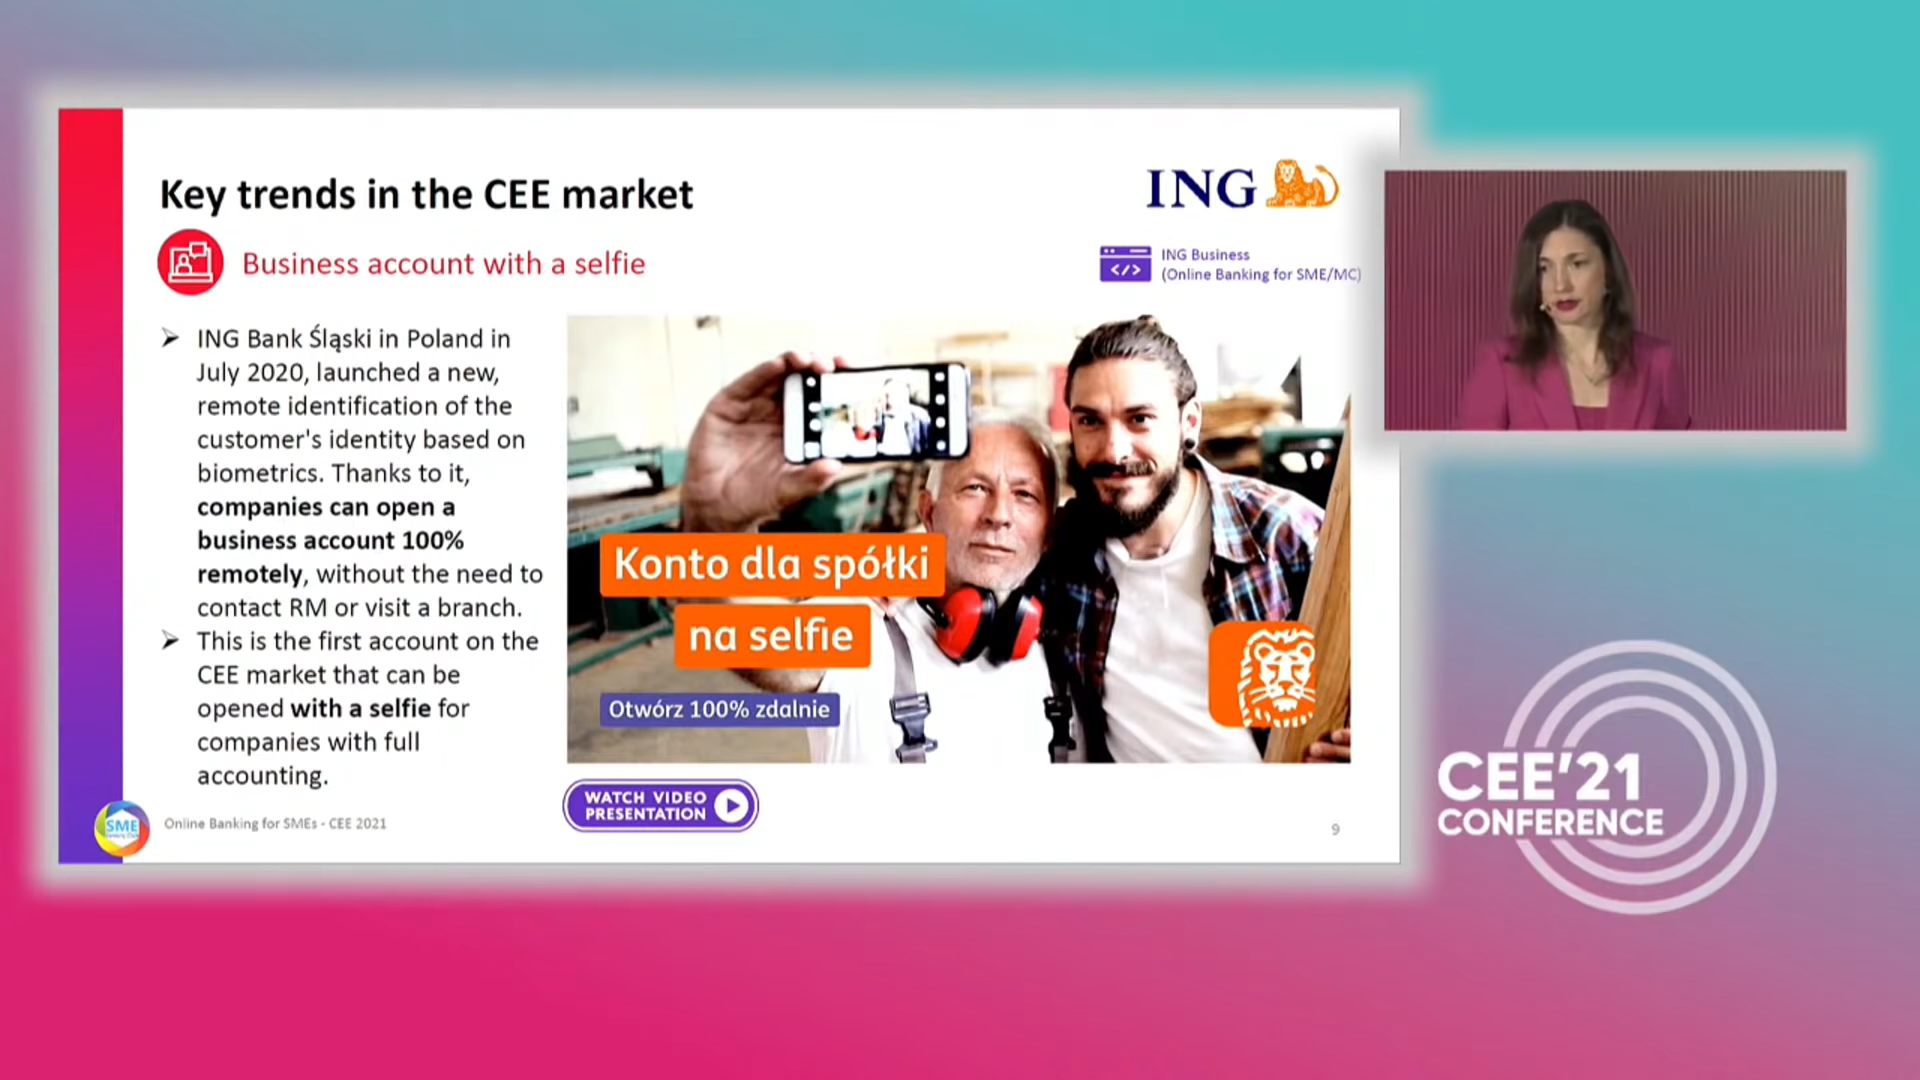 Key trends in the CEE market
ING
Business account with a selfie
ING Business
(Online Banking for SME/MC)
ING Bank Śląski in Poland in
July 2020, launched a new,
remote identification of the
customer's identity based on
biometrics. Thanks to it,
companies can open a
business account 100%
remotely, without the need to
contact RM or visit a branch.
This is the first account on the
CEE market that can be
opened with a selfie for
companies with full
accounting.
Konto dla spółki
na selfie
Otwórz 100% zdalnie
WATCH VIDEO
PRESENTATION
SME
Online Banking for SMEs - CEE 2021
9
CEE'21
CONFERENCE